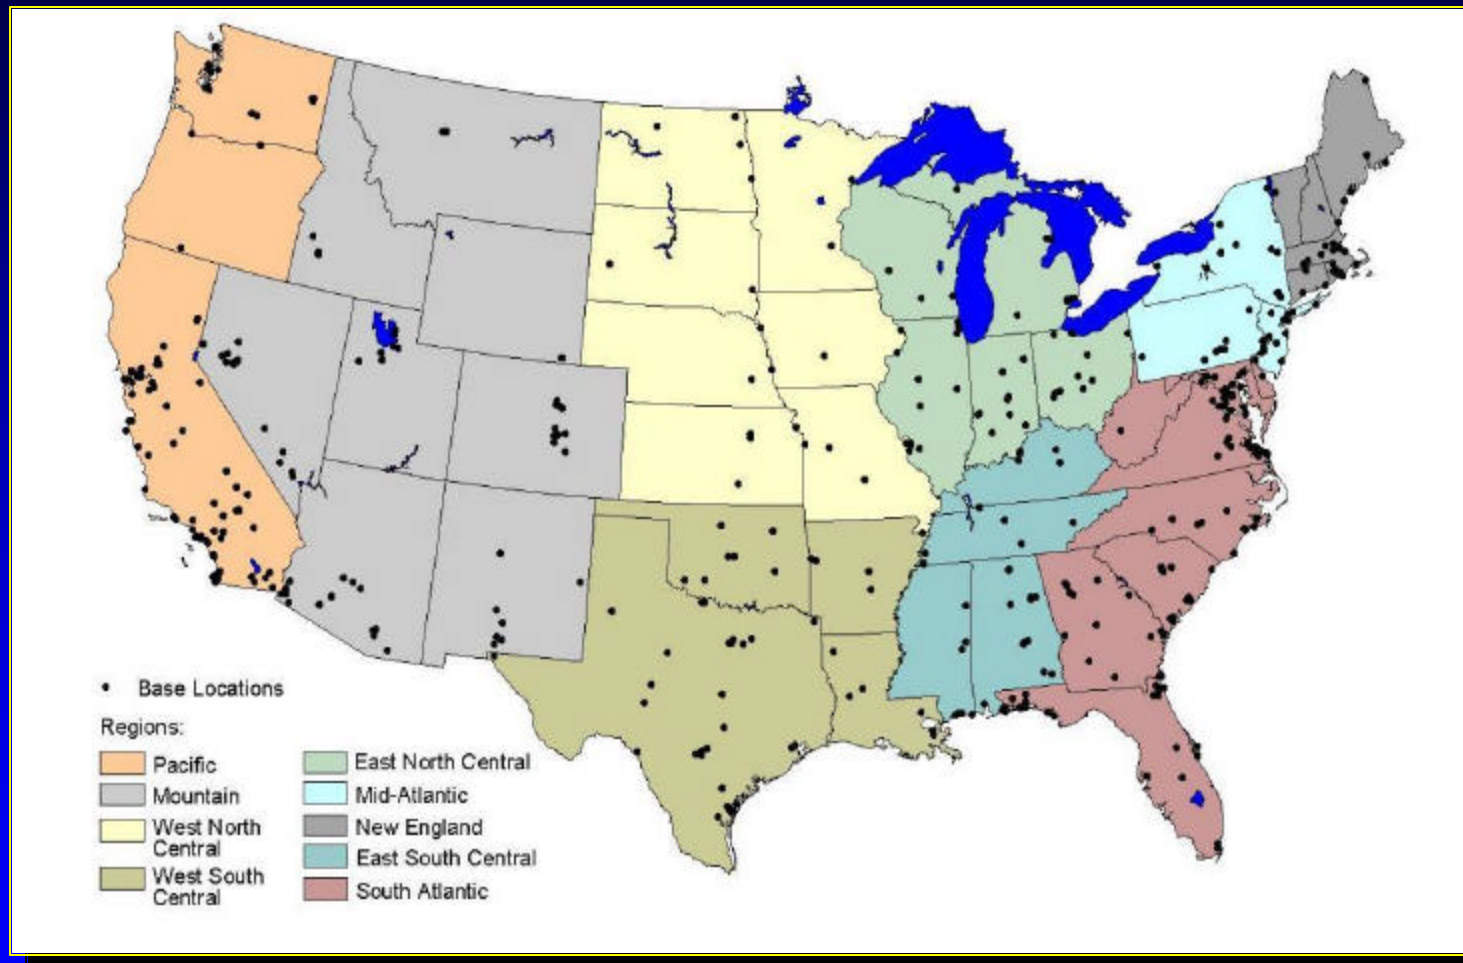 Base Locations
Regions:
Pacific
Mountain
West North
Central
West South
Central
East North Central
Mid-Atlantic
New England
East South Central
South Atlantic